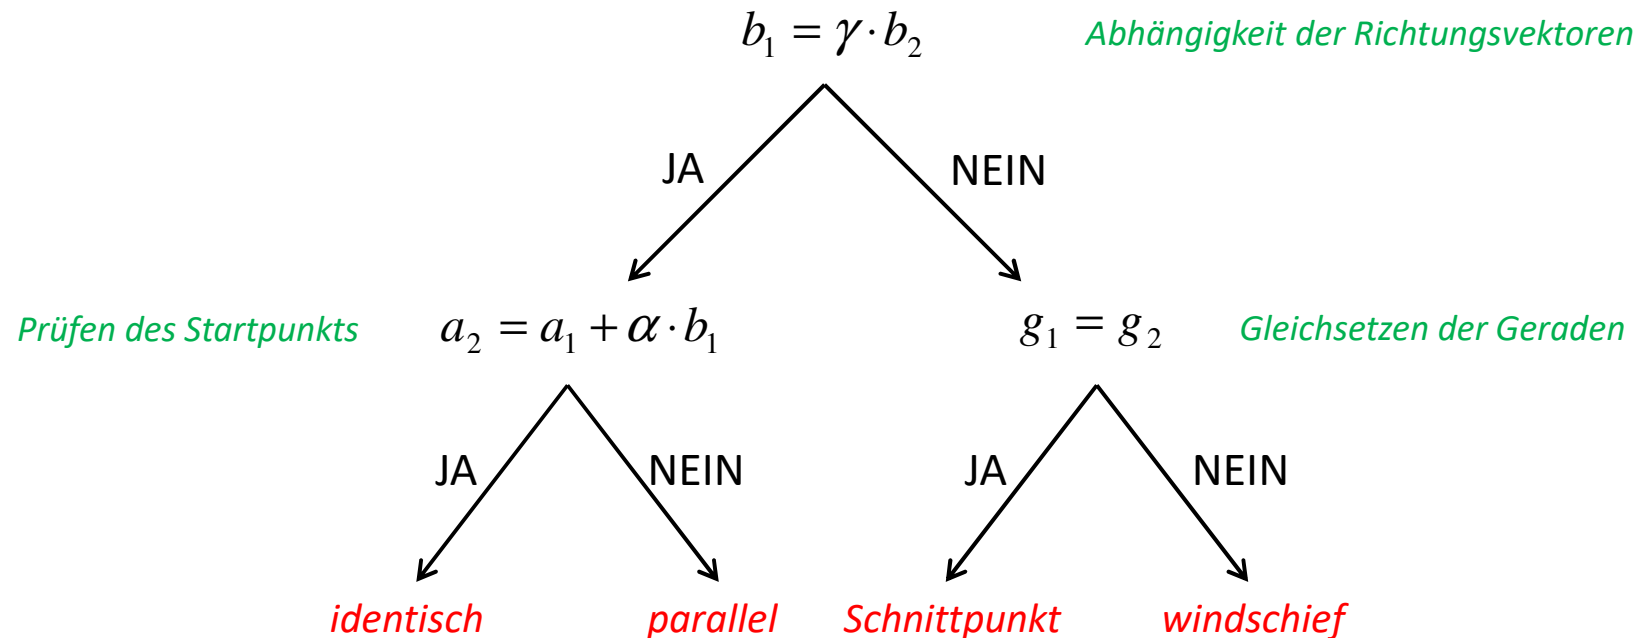 b₁ = γ · b₂ Abhängigkeit der Richtungsvektoren
JA NEIN
Prüfen des Startpunkts a₂ = a₁ + α · b₁ g₁ = g₂ Gleichsetzen der Geraden
JA NEIN JA NEIN
identisch parallel Schnittpunkt windschief